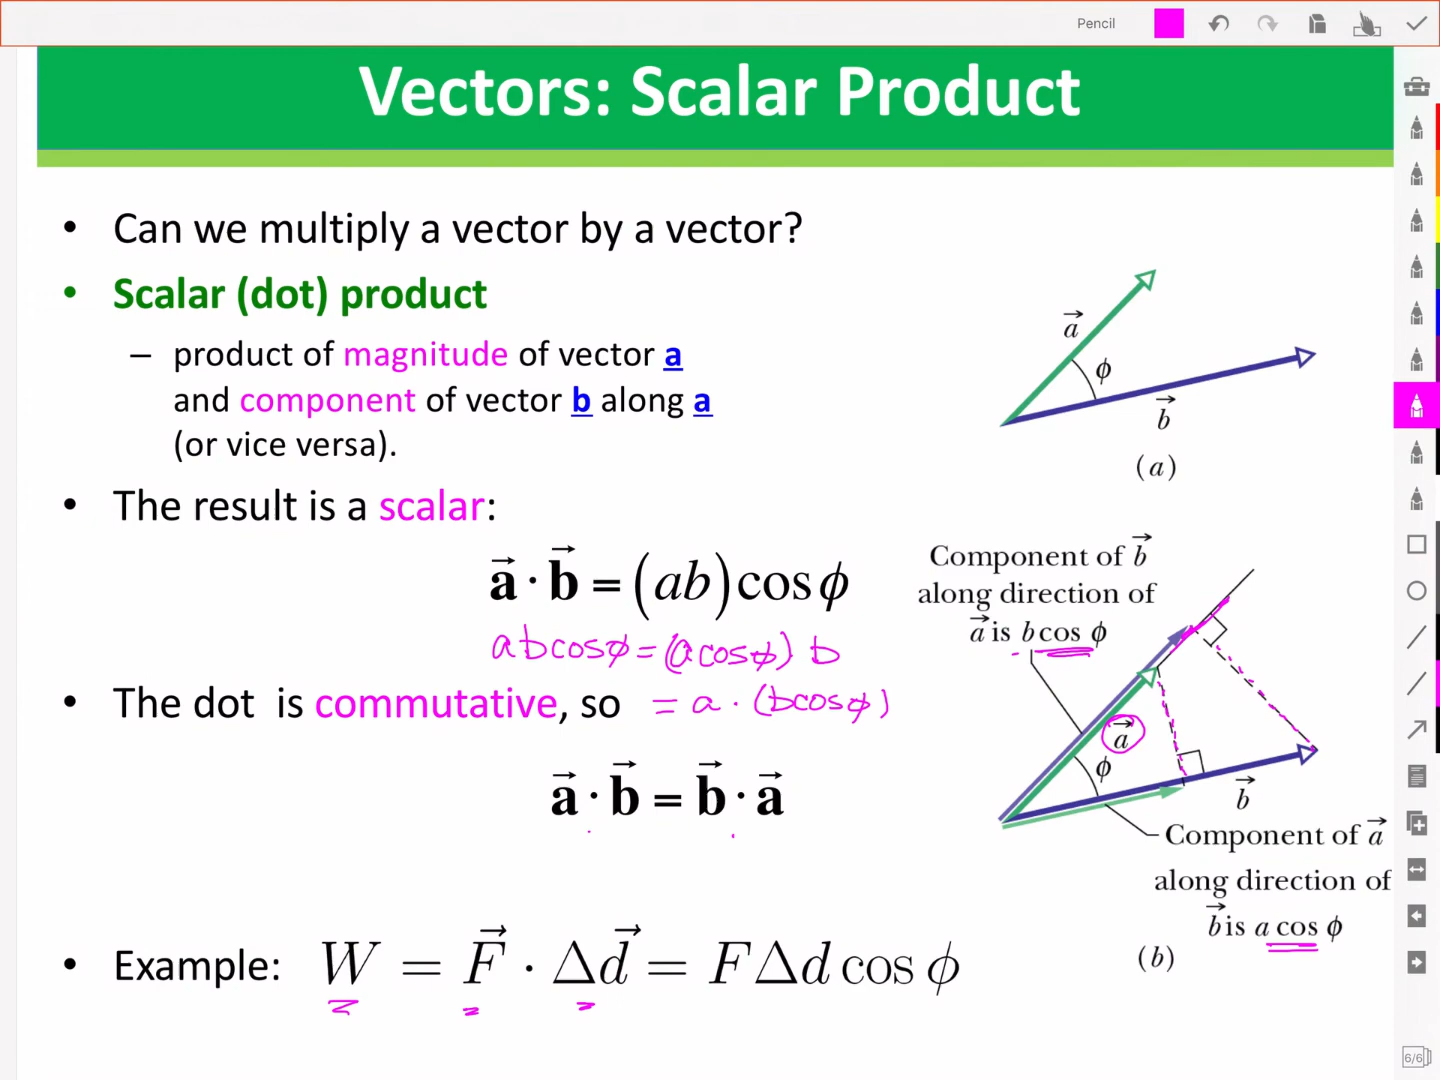 Pencil
Vectors: Scalar Product
• Can we multiply a vector by a vector?
• Scalar (dot) product
– product of magnitude of vector a
and component of vector b along a
(or vice versa).
• The result is a scalar:
a⃗ · b⃗ = (ab)cos ϕ
abcosϕ = (acosϕ) b
• The dot is commutative, so
= a · (bcosϕ)
a⃗ · b⃗ = b⃗ · a⃗
• Example: W = F⃗ · Δd⃗ = FΔd cos ϕ
a⃗
ϕ
b⃗
(a)
Component of b⃗
along direction of
a⃗ is b cos ϕ
a⃗
ϕ
b⃗
Component of a⃗
along direction of
b⃗ is a cos ϕ
(b)
6/6